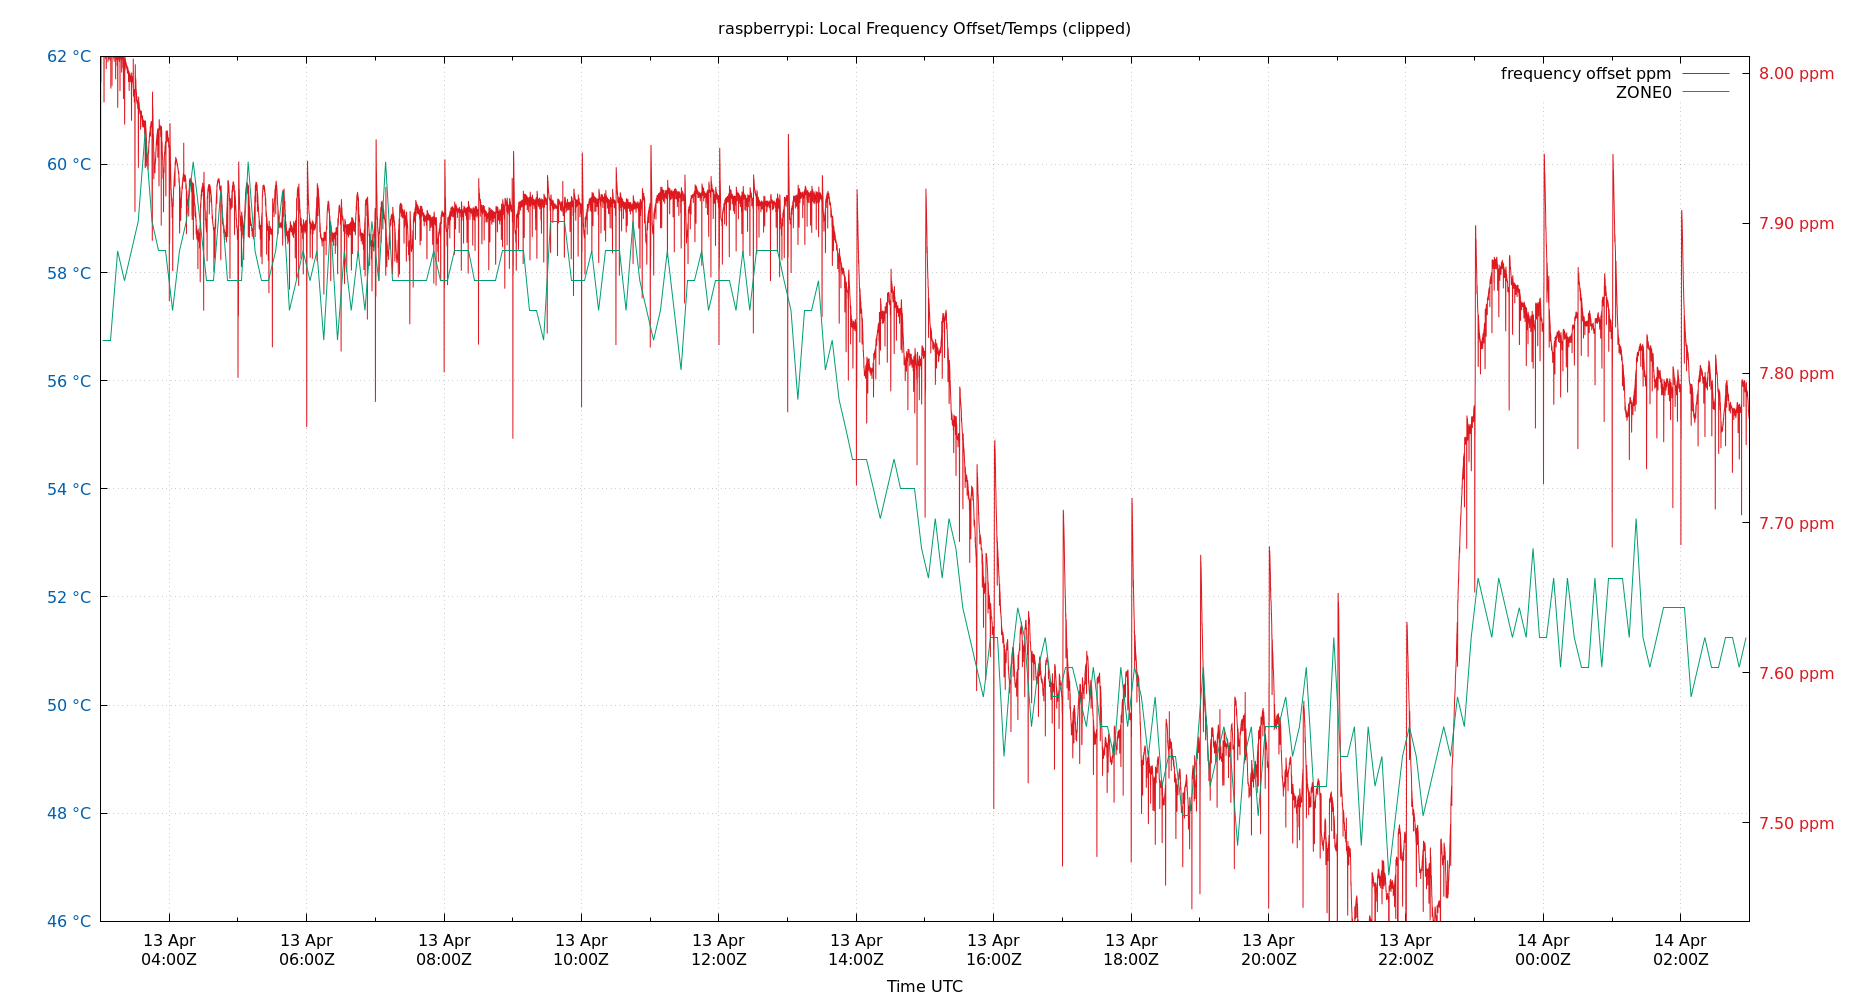 raspberrypi: Local Frequency Offset/Temps (clipped)
frequency offset ppm
ZONE0
62 °C
60 °C
58 °C
56 °C
54 °C
52 °C
50 °C
48 °C
46 °C
8.00 ppm
7.90 ppm
7.80 ppm
7.70 ppm
7.60 ppm
7.50 ppm
13 Apr
04:00Z
13 Apr
06:00Z
13 Apr
08:00Z
13 Apr
10:00Z
13 Apr
12:00Z
13 Apr
14:00Z
13 Apr
16:00Z
13 Apr
18:00Z
13 Apr
20:00Z
13 Apr
22:00Z
14 Apr
00:00Z
14 Apr
02:00Z
Time UTC